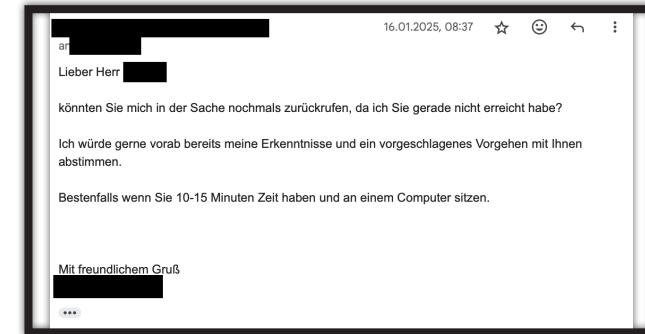 16.01.2025, 08:37
an
Lieber Herr
könnten Sie mich in der Sache nochmals zurückrufen, da ich Sie gerade nicht erreicht habe?
Ich würde gerne vorab bereits meine Erkenntnisse und ein vorgeschlagenes Vorgehen mit Ihnen
abstimmen.
Bestenfalls wenn Sie 10-15 Minuten Zeit haben und an einem Computer sitzen.
Mit freundlichem Gruß